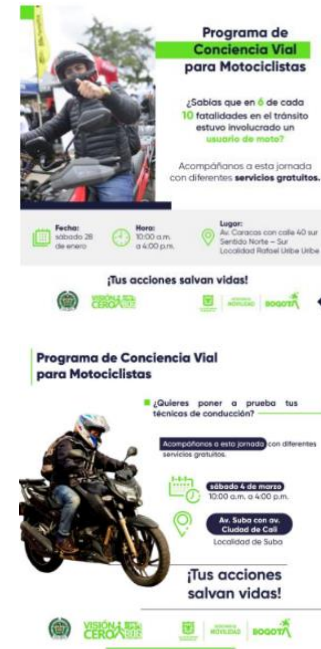 Programa de
Conciencia Vial
para Motociclistas
¿Sabías que en 6 de cada
10 fatalidades en el tránsito
estuvo involucrado un
usuario de moto?
Acompáñanos a esta jornada
con diferentes servicios gratuitos.
Fecha:
sábado 28
de enero
Hora:
10:00 a.m.
a 4:00 p.m.
Lugar:
Av. Caracas con calle 40 sur
Sentido Norte – Sur
Localidad Rafael Uribe Uribe
¡Tus acciones salvan vidas!
VISIÓN
CERO
MOVILIDAD
BOGOTÁ
Programa de Conciencia Vial
para Motociclistas
¿Quieres poner a prueba tus
técnicas de conducción?
Acompáñanos a esta jornada con diferentes
servicios gratuitos.
sábado 4 de marzo
10:00 a.m. a 4:00 p.m.
Av. Suba con av.
Ciudad de Cali
Localidad de Suba
¡Tus acciones
salvan vidas!
VISIÓN
CERO
MOVILIDAD
BOGOTÁ